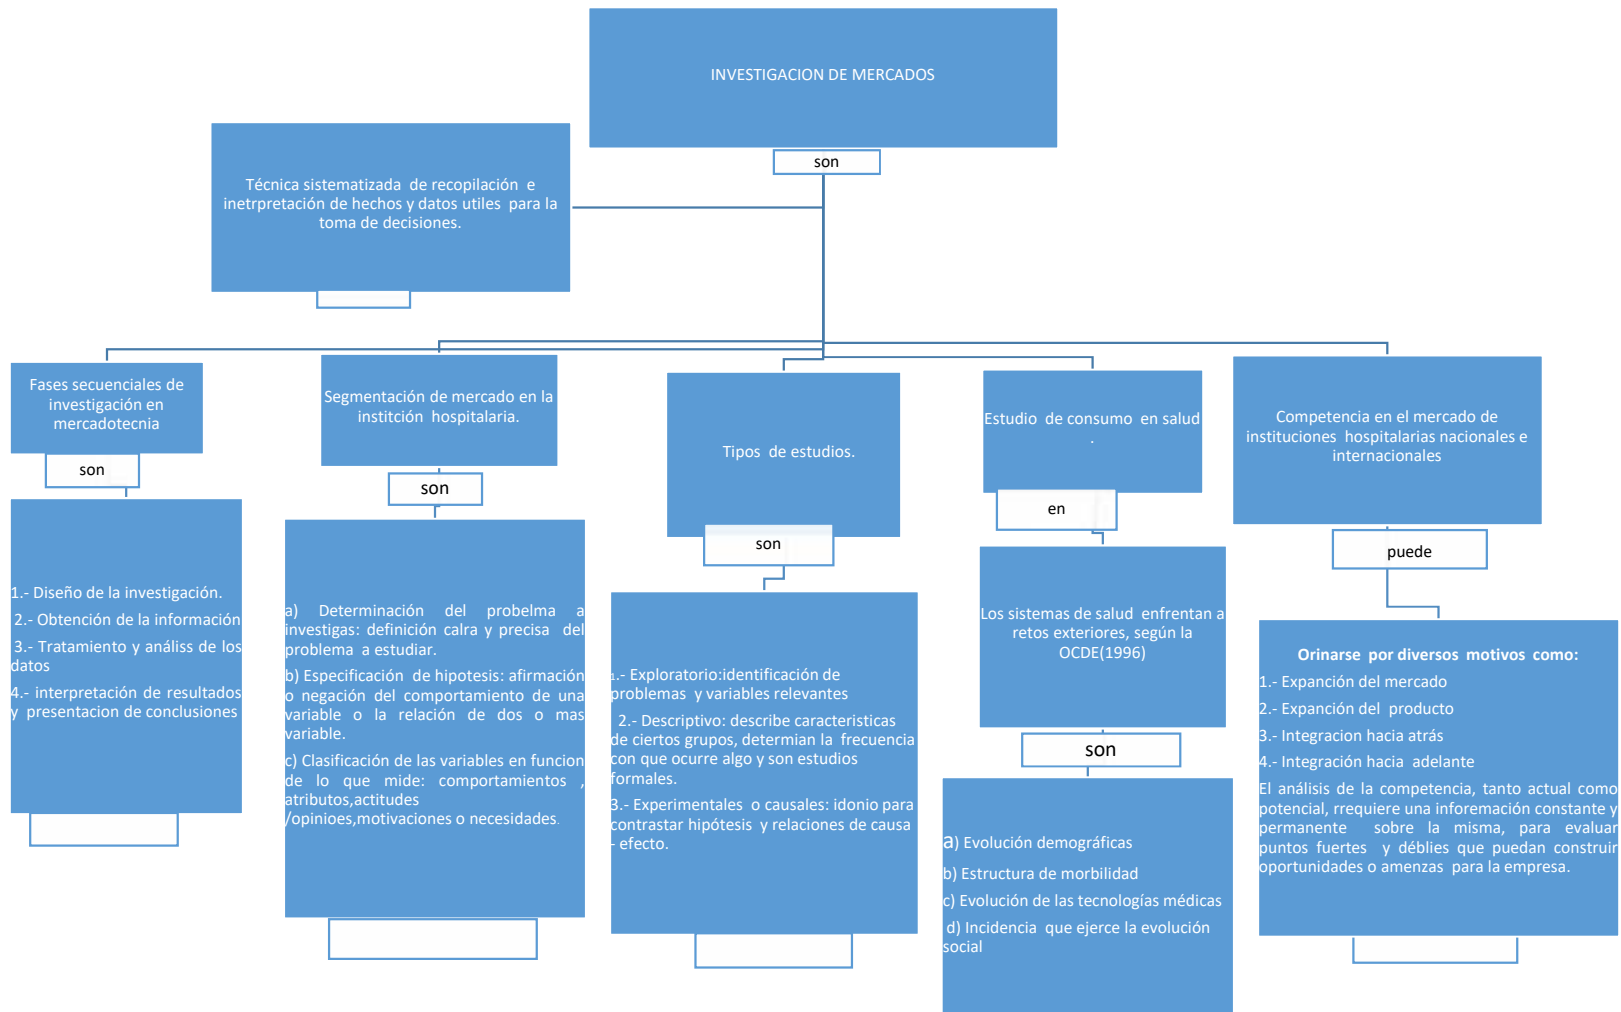 INVESTIGACION DE MERCADOS
son
Técnica sistematizada de recopilación e
inetrpretación de hechos y datos utiles para la
toma de decisiones.
Fases secuenciales de
investigación en
mercadotecnia
son
1.- Diseño de la investigación.
2.- Obtención de la información
3.- Tratamiento y análiss de los
datos
4.- interpretación de resultados
y presentacion de conclusiones
Segmentación de mercado en la
institción hospitalaria.
son
a) Determinación del probelma a
investigas: definición calra y precisa del
problema a estudiar.
b) Especificación de hipotesis: afirmación
o negación del comportamiento de una
variable o la relación de dos o mas
variable.
c) Clasificación de las variables en funcion
de lo que mide: comportamientos ,
atributos,actitudes
/opinioes,motivaciones o necesidades.
Tipos de estudios.
son
1.- Exploratorio:identificación de
problemas y variables relevantes
2.- Descriptivo: describe caracteristicas
de ciertos grupos, determian la frecuencia
con que ocurre algo y son estudios
formales.
3.- Experimentales o causales: idonio para
contrastar hipótesis y relaciones de causa
- efecto.
Estudio de consumo en salud
.
en
Los sistemas de salud enfrentan a
retos exteriores, según la
OCDE(1996)
son
a) Evolución demográficas
b) Estructura de morbilidad
c) Evolución de las tecnologías médicas
d) Incidencia que ejerce la evolución
social
Competencia en el mercado de
instituciones hospitalarias nacionales e
internacionales
puede
Orinarse por diversos motivos como:
1.- Expanción del mercado
2.- Expanción del producto
3.- Integracion hacia atrás
4.- Integración hacia adelante
El análisis de la competencia, tanto actual como
potencial, rrequiere una inforemación constante y
permanente sobre la misma, para evaluar
puntos fuertes y déblies que puedan construir
oportunidades o amenzas para la empresa.